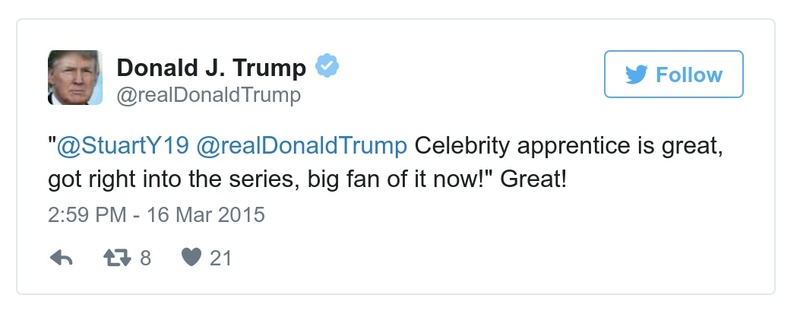 Donald J. Trump
@realDonaldTrump
Follow
"@StuartY19 @realDonaldTrump Celebrity apprentice is great,
got right into the series, big fan of it now!" Great!
2:59 PM - 16 Mar 2015
8 21